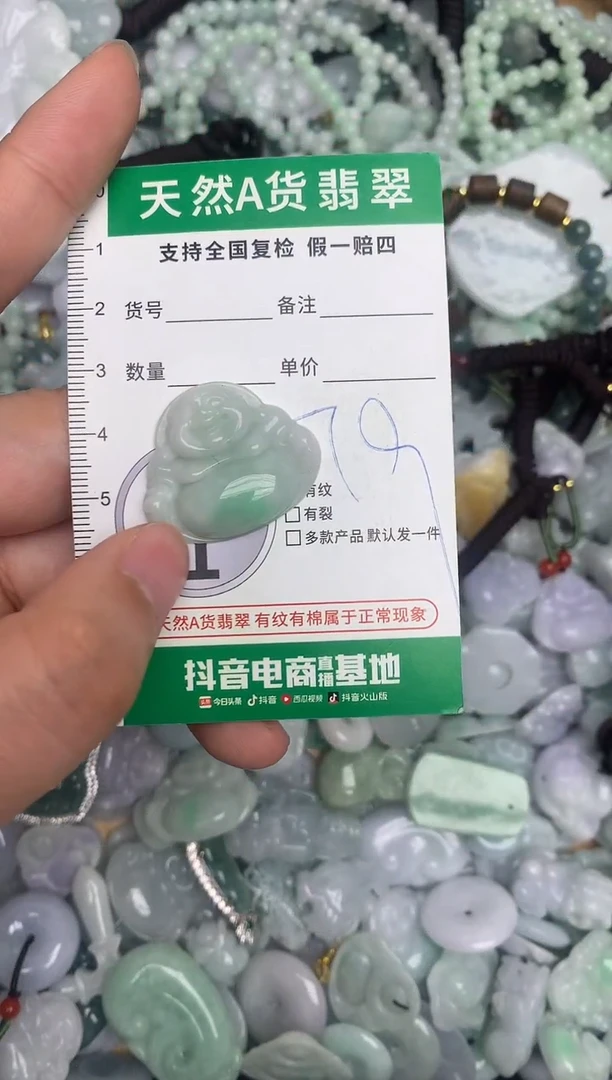 天然A货翡翠
支持全国复检 假一赔四
0
1
货号 备注
2
数量 单价
3
4
79
有纹
5
有裂
多款产品 默认发一件
1
天然A货翡翠 有纹有棉属于正常现象
抖音电商直播基地
头条 今日头条 抖音 西瓜视频 抖音火山版